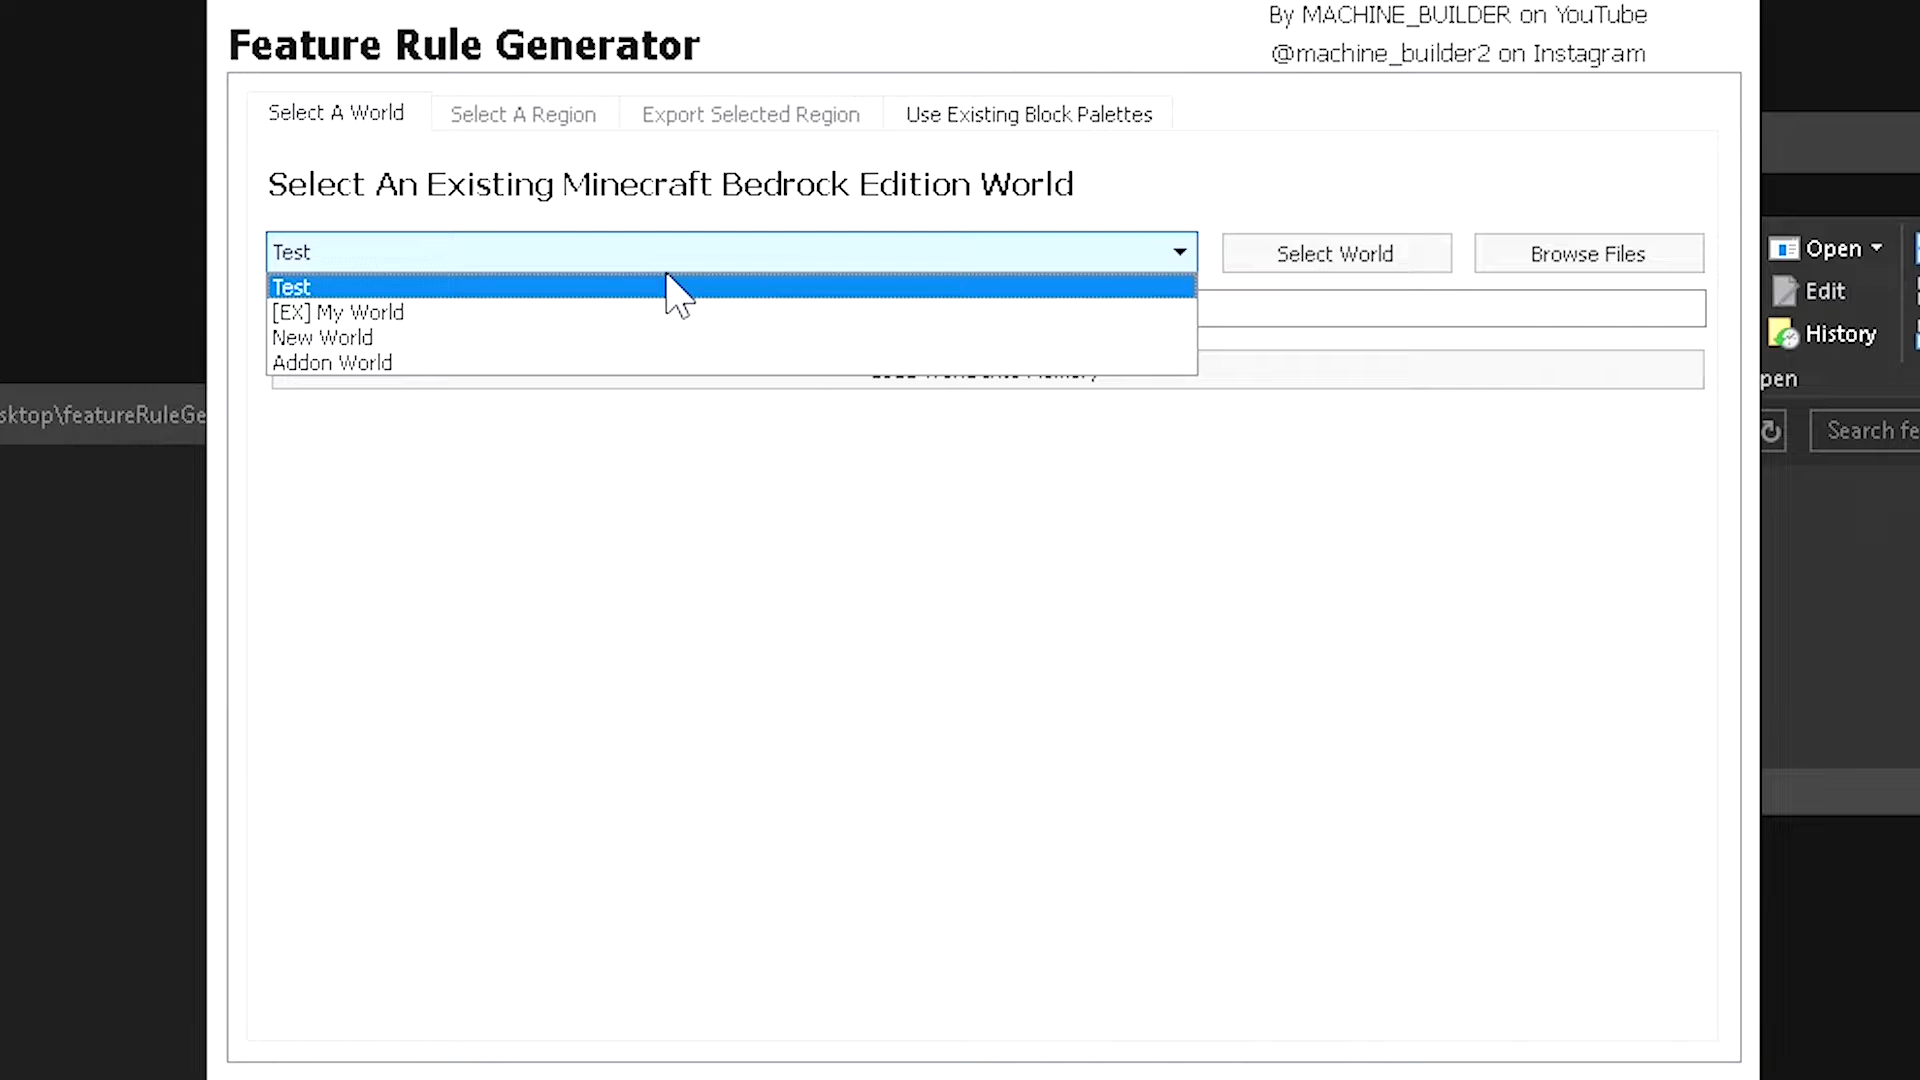 By MACHINE_BUILDER on YouTube
Feature Rule Generator
@machine_builder2 on Instagram
Select A World
Select A Region
Export Selected Region
Use Existing Block Palettes
Select An Existing Minecraft Bedrock Edition World
Test
Select World
Browse Files
Test
[EX] My World
New World
Addon World
Open
Edit
History
pen
sktop\featureRuleGe
Search fe